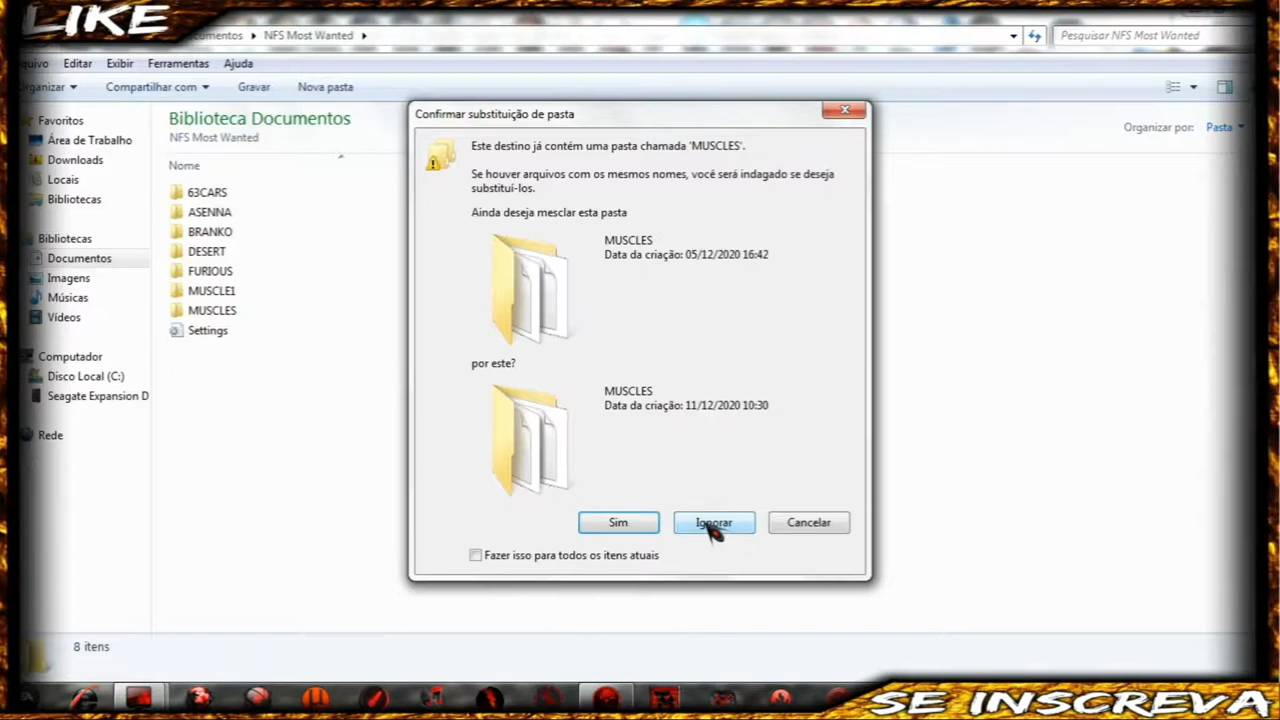 LIKE
NFS Most Wanted
Pesquisar NFS Most Wanted
Editar Exibir Ferramentas Ajuda
Compartilhar com Gravar Nova pasta
Favoritos
Área de Trabalho
Downloads
Locais
Bibliotecas
Bibliotecas
Documentos
Imagens
Músicas
Vídeos
Computador
Disco Local (C:)
Seagate Expansion D
Rede
Biblioteca Documentos
NFS Most Wanted
Organizar por: Pasta
Nome
63CARS
ASENNA
BRANKO
DESERT
FURIOUS
MUSCLE1
MUSCLES
Settings
Confirmar substituição de pasta
Este destino já contém uma pasta chamada 'MUSCLES'.
Se houver arquivos com os mesmos nomes, você será indagado se deseja
substituí-los.
Ainda deseja mesclar esta pasta
MUSCLES
Data da criação: 05/12/2020 16:42
por este?
MUSCLES
Data da criação: 11/12/2020 10:30
Sim Ignorar Cancelar
Fazer isso para todos os itens atuais
8 itens
SE INSCREVA